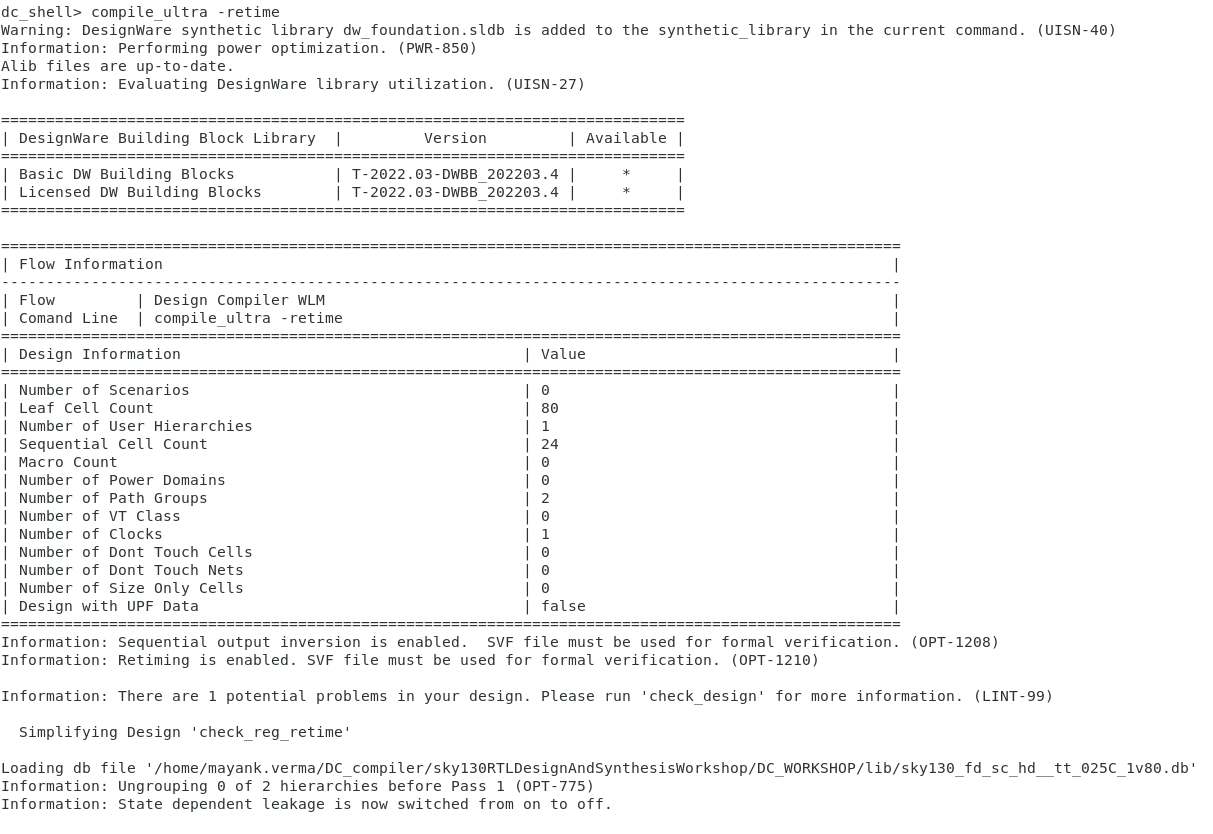 dc_shell> compile_ultra -retime
Warning: DesignWare synthetic library dw_foundation.sldb is added to the synthetic_library in the current command. (UISN-40)
Information: Performing power optimization. (PWR-850)
Alib files are up-to-date.
Information: Evaluating DesignWare library utilization. (UISN-27)

============================================================================
| DesignWare Building Block Library  |         Version         | Available |
============================================================================
| Basic DW Building Blocks           | T-2022.03-DWBB_202203.4 |     *     |
| Licensed DW Building Blocks        | T-2022.03-DWBB_202203.4 |     *     |
============================================================================

====================================================================================================
| Flow Information                                                                                 |
----------------------------------------------------------------------------------------------------
| Flow         | Design Compiler WLM                                                               |
| Comand Line  | compile_ultra -retime                                                             |
====================================================================================================
| Design Information                                      | Value                                  |
====================================================================================================
| Number of Scenarios                                     | 0                                      |
| Leaf Cell Count                                         | 80                                     |
| Number of User Hierarchies                              | 1                                      |
| Sequential Cell Count                                   | 24                                     |
| Macro Count                                             | 0                                      |
| Number of Power Domains                                 | 0                                      |
| Number of Path Groups                                   | 2                                      |
| Number of VT Class                                      | 0                                      |
| Number of Clocks                                        | 1                                      |
| Number of Dont Touch Cells                              | 0                                      |
| Number of Dont Touch Nets                               | 0                                      |
| Number of Size Only Cells                               | 0                                      |
| Design with UPF Data                                    | false                                  |
====================================================================================================
Information: Sequential output inversion is enabled.  SVF file must be used for formal verification. (OPT-1208)
Information: Retiming is enabled. SVF file must be used for formal verification. (OPT-1210)

Information: There are 1 potential problems in your design. Please run 'check_design' for more information. (LINT-99)

  Simplifying Design 'check_reg_retime'

Loading db file '/home/mayank.verma/DC_compiler/sky130RTLDesignAndSynthesisWorkshop/DC_WORKSHOP/lib/sky130_fd_sc_hd__tt_025C_1v80.db'
Information: Ungrouping 0 of 2 hierarchies before Pass 1 (OPT-775)
Information: State dependent leakage is now switched from on to off.